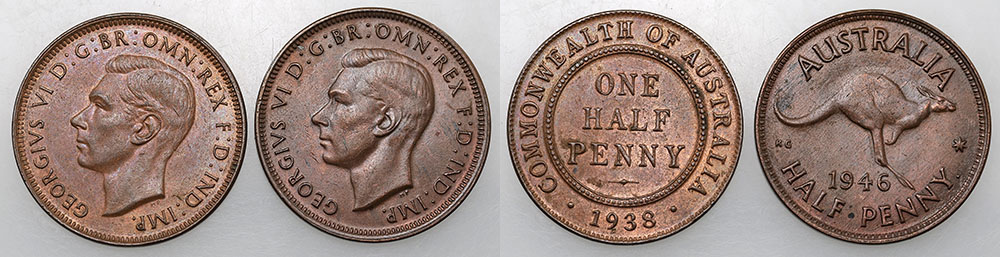 GEORGIVS VI D:G:BR:OMN:REX F:D:IND:IMP.
GEORGIVS VI D:G:BR:OMN:REX F:D:IND:IMP.
COMMONWEALTH OF AUSTRALIA
ONE
HALF
PENNY
· 1938 ·
AUSTRALIA
KG
1946
HALF·PENNY